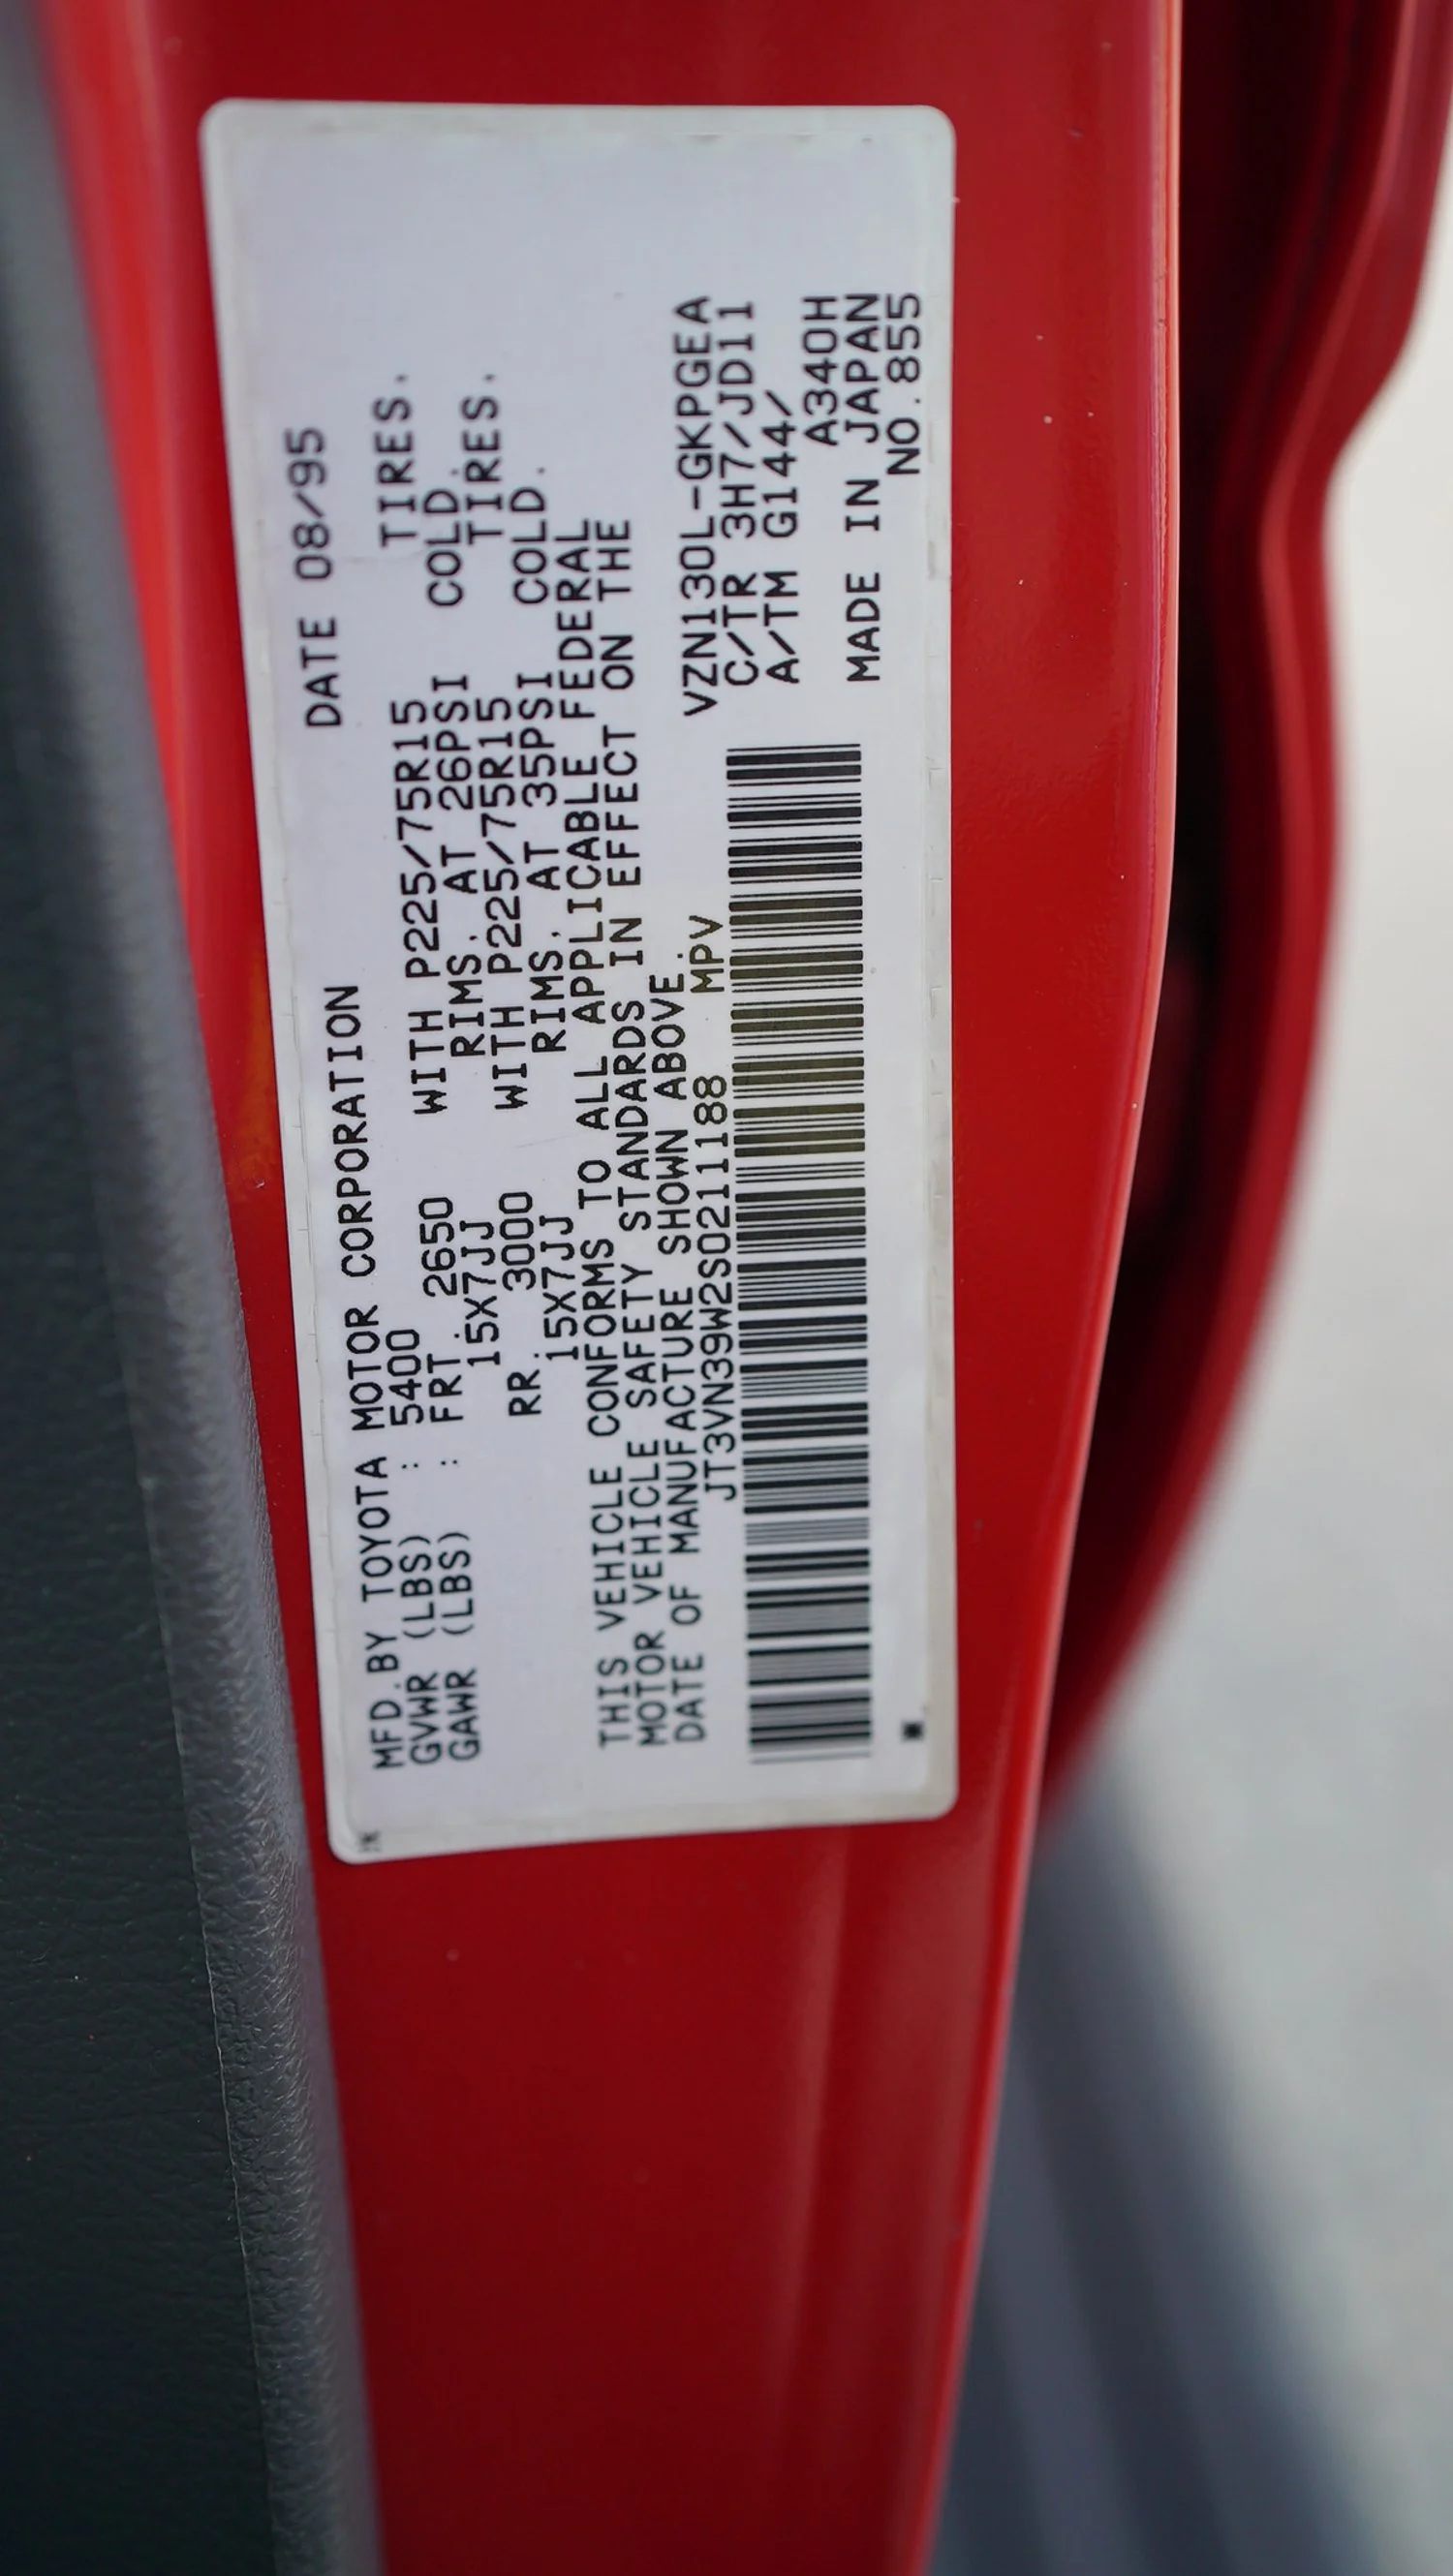 MFD.BY TOYOTA MOTOR CORPORATION DATE 08/95
GVWR (LBS) : 5400
GAWR (LBS) : FRT. 2650 WITH P225/75R15 TIRES.
15X7JJ RIMS. AT 26PSI COLD.
RR. 3000 WITH P225/75R15 TIRES.
15X7JJ RIMS. AT 35PSI COLD.
THIS VEHICLE CONFORMS TO ALL APPLICABLE FEDERAL
MOTOR VEHICLE SAFETY STANDARDS IN EFFECT ON THE
DATE OF MANUFACTURE SHOWN ABOVE.
JT3VN39W2S0211188 MPV
VZN130L-GKPGEA
C/TR 3H7/JD11
A/TM G144/
A340H
MADE IN JAPAN
NO.855